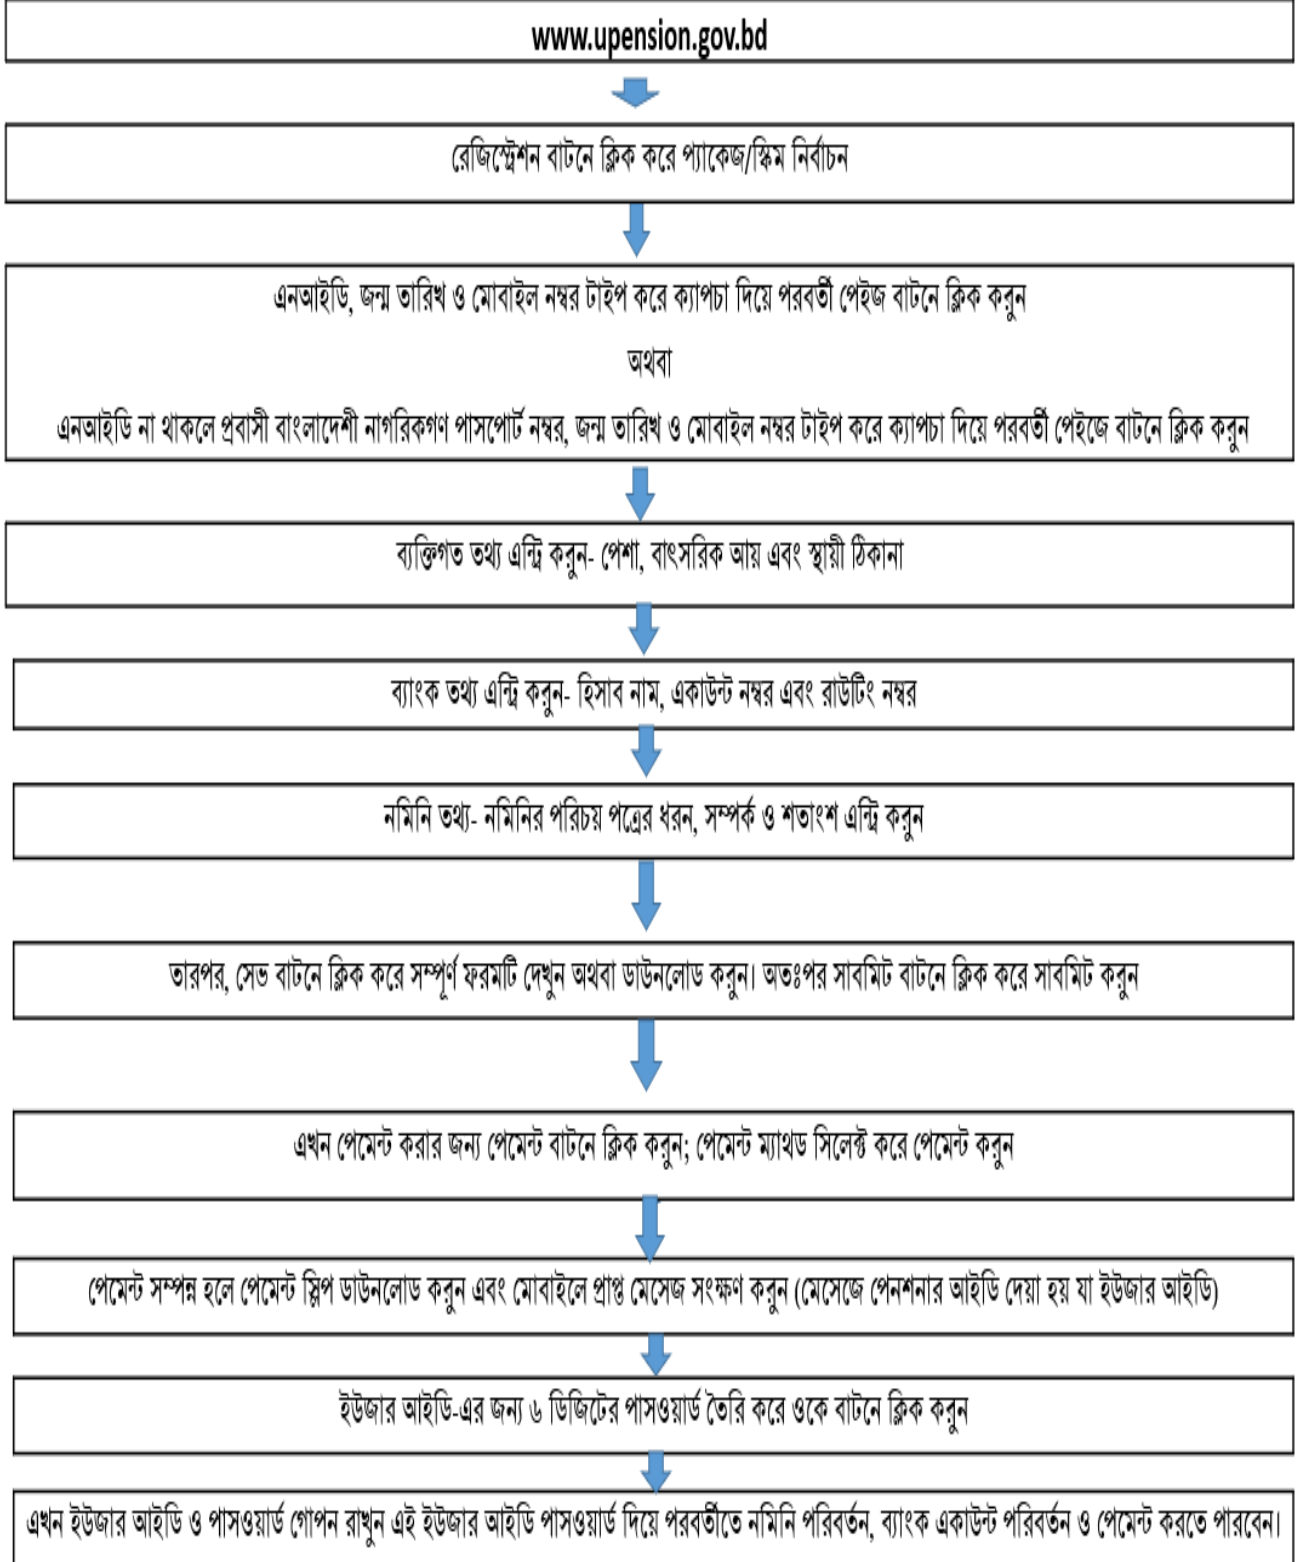 www.upension.gov.bd
রেজিস্ট্রেশন বাটনে ক্লিক করে প্যাকেজ/স্কিম নির্বাচন
এনআইডি, জন্ম তারিখ ও মোবাইল নম্বর টাইপ করে ক্যাপচা দিয়ে পরবর্তী পেইজ বাটনে ক্লিক করুন
অথবা
এনআইডি না থাকলে প্রবাসী বাংলাদেশী নাগরিকগণ পাসপোর্ট নম্বর, জন্ম তারিখ ও মোবাইল নম্বর টাইপ করে ক্যাপচা দিয়ে পরবর্তী পেইজে বাটনে ক্লিক করুন
ব্যক্তিগত তথ্য এন্ট্রি করুন- পেশা, বাৎসরিক আয় এবং স্থায়ী ঠিকানা
ব্যাংক তথ্য এন্ট্রি করুন- হিসাব নাম, একাউন্ট নম্বর এবং রাউটিং নম্বর
নমিনি তথ্য- নমিনির পরিচয় পত্রের ধরন, সম্পর্ক ও শতাংশ এন্ট্রি করুন
তারপর, সেভ বাটনে ক্লিক করে সম্পূর্ণ ফরমটি দেখুন অথবা ডাউনলোড করুন। অতঃপর সাবমিট বাটনে ক্লিক করে সাবমিট করুন
এখন পেমেন্ট করার জন্য পেমেন্ট বাটনে ক্লিক করুন; পেমেন্ট ম্যাথড সিলেক্ট করে পেমেন্ট করুন
পেমেন্ট সম্পন্ন হলে পেমেন্ট স্লিপ ডাউনলোড করুন এবং মোবাইলে প্রাপ্ত মেসেজ সংক্ষণ করুন (মেসেজে পেনশনার আইডি দেয়া হয় যা ইউজার আইডি)
ইউজার আইডি-এর জন্য ৬ ডিজিটের পাসওয়ার্ড তৈরি করে ওকে বাটনে ক্লিক করুন
এখন ইউজার আইডি ও পাসওয়ার্ড গোপন রাখুন এই ইউজার আইডি পাসওয়ার্ড দিয়ে পরবর্তীতে নমিনি পরিবর্তন, ব্যাংক একাউন্ট পরিবর্তন ও পেমেন্ট করতে পারবেন।